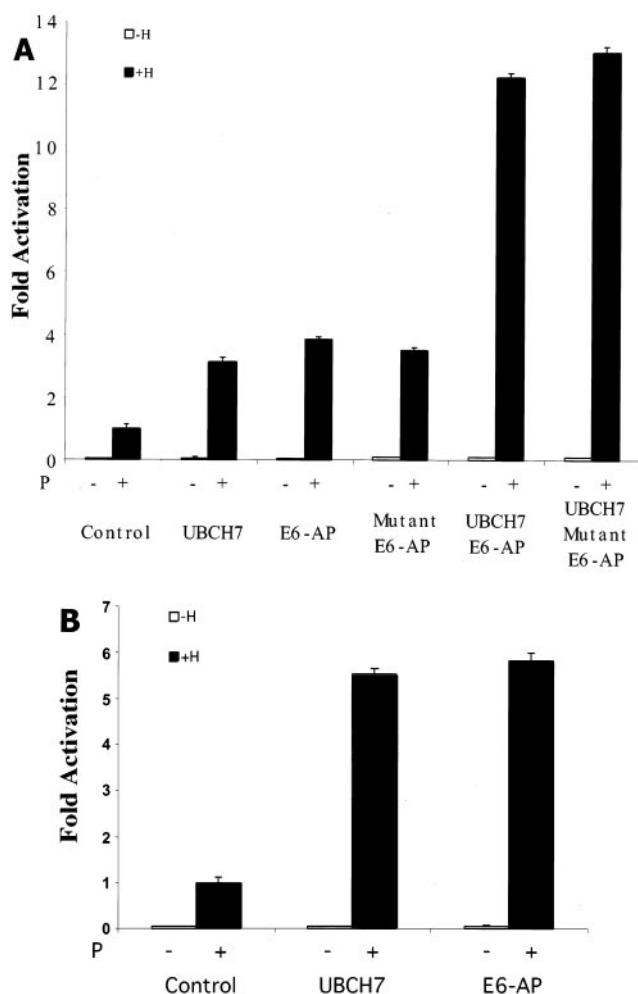 A
-H
+H
Fold Activation
14
12
10
8
6
4
2
0
P - + - + - + - + - + - +
Control UBCH7 E6-AP Mutant E6-AP UBCH7 E6-AP UBCH7 Mutant E6-AP
B
-H
+H
Fold Activation
7
6
5
4
3
2
1
0
P - + - + - +
Control UBCH7 E6-AP